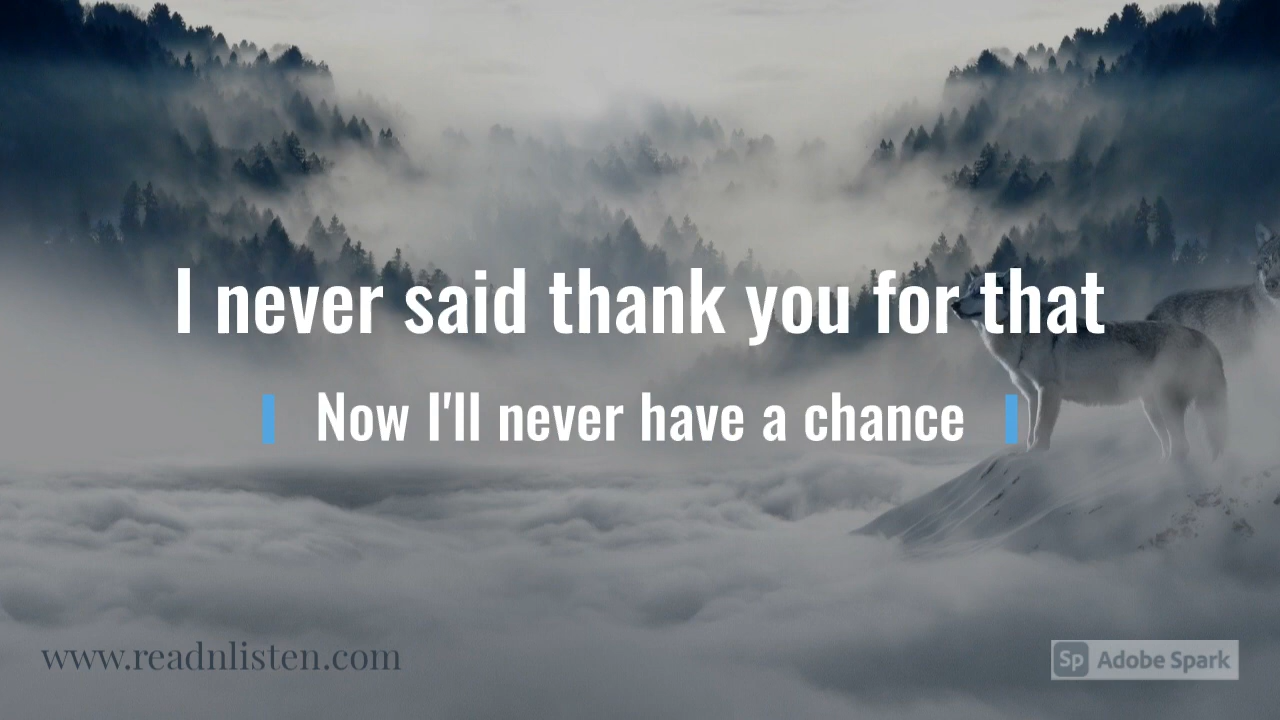 I never said thank you for that
Now I'll never have a chance
www.readnlisten.com
Sp Adobe Spark